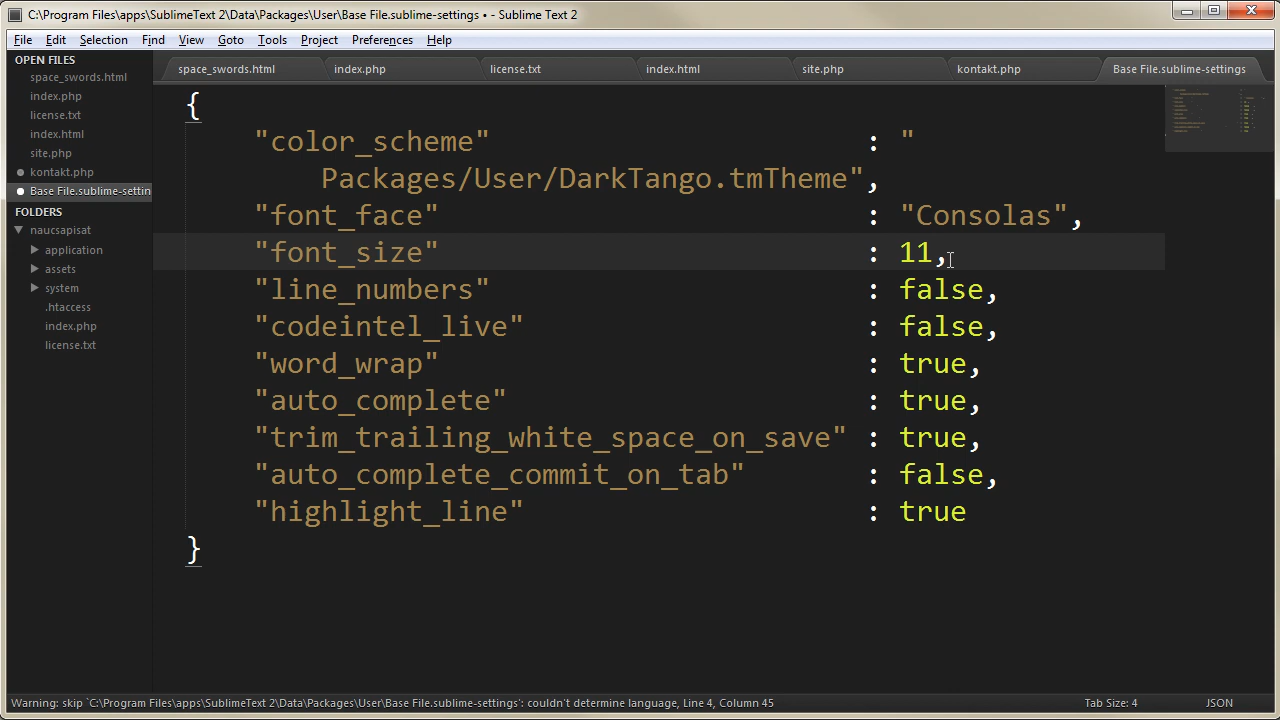 C:\Program Files\apps\SublimeText 2\Data\Packages\User\Base File.sublime-settings • - Sublime Text 2
File Edit Selection Find View Goto Tools Project Preferences Help
OPEN FILES
space_swords.html
index.php
license.txt
index.html
site.php
kontakt.php
Base File.sublime-settin
FOLDERS
naucsapisat
application
assets
system
.htaccess
index.php
license.txt
space_swords.html index.php license.txt index.html site.php kontakt.php Base File.sublime-settings
{
"color_scheme" : "
Packages/User/DarkTango.tmTheme",
"font_face" : "Consolas",
"font_size" : 11,
"line_numbers" : false,
"codeintel_live" : false,
"word_wrap" : true,
"auto_complete" : true,
"trim_trailing_white_space_on_save" : true,
"auto_complete_commit_on_tab" : false,
"highlight_line" : true
}
Warning: skip `C:\Program Files\apps\SublimeText 2\Data\Packages\User\Base File.sublime-settings': couldn't determine language, Line 4, Column 45 Tab Size: 4 JSON